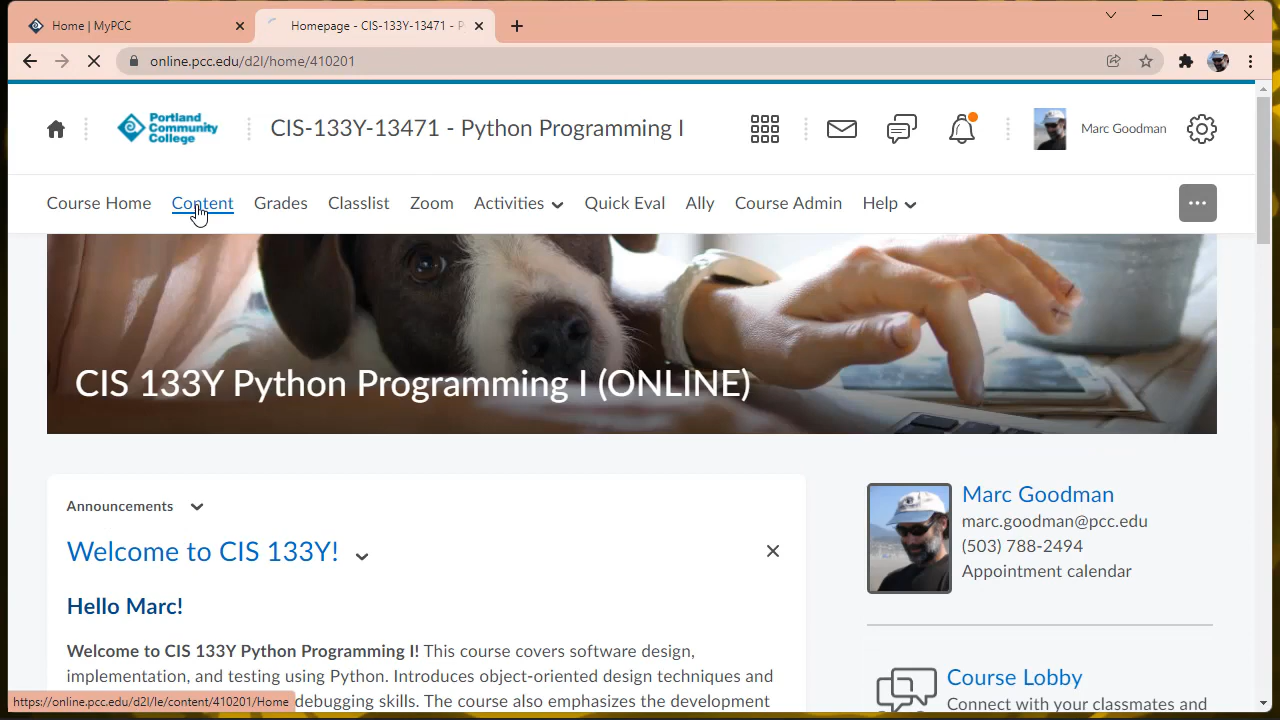 Home | MyPCC
Homepage - CIS-133Y-13471 - P
online.pcc.edu/d2l/home/410201
Portland
Community
College
CIS-133Y-13471 - Python Programming I
Marc Goodman
Course Home
Content
Grades
Classlist
Zoom
Activities
Quick Eval
Ally
Course Admin
Help
CIS 133Y Python Programming I (ONLINE)
Announcements
Welcome to CIS 133Y!
Hello Marc!
Welcome to CIS 133Y Python Programming I! This course covers software design,
implementation, and testing using Python. Introduces object-oriented design techniques and
debugging skills. The course also emphasizes the development
Marc Goodman
marc.goodman@pcc.edu
(503) 788-2494
Appointment calendar
Course Lobby
Connect with your classmates and
https://online.pcc.edu/d2l/le/content/410201/Home